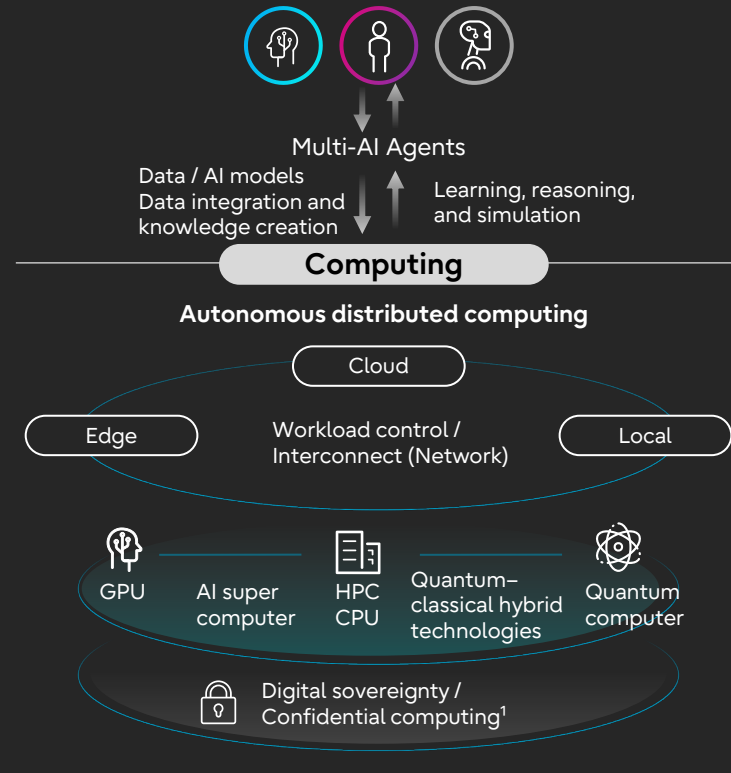 Multi-AI Agents
Data / AI models
Data integration and
knowledge creation
Learning, reasoning,
and simulation
Computing
Autonomous distributed computing
Cloud
Edge
Workload control /
Interconnect (Network)
Local
GPU
AI super
computer
HPC
CPU
Quantum–
classical hybrid
technologies
Quantum
computer
Digital sovereignty /
Confidential computing¹